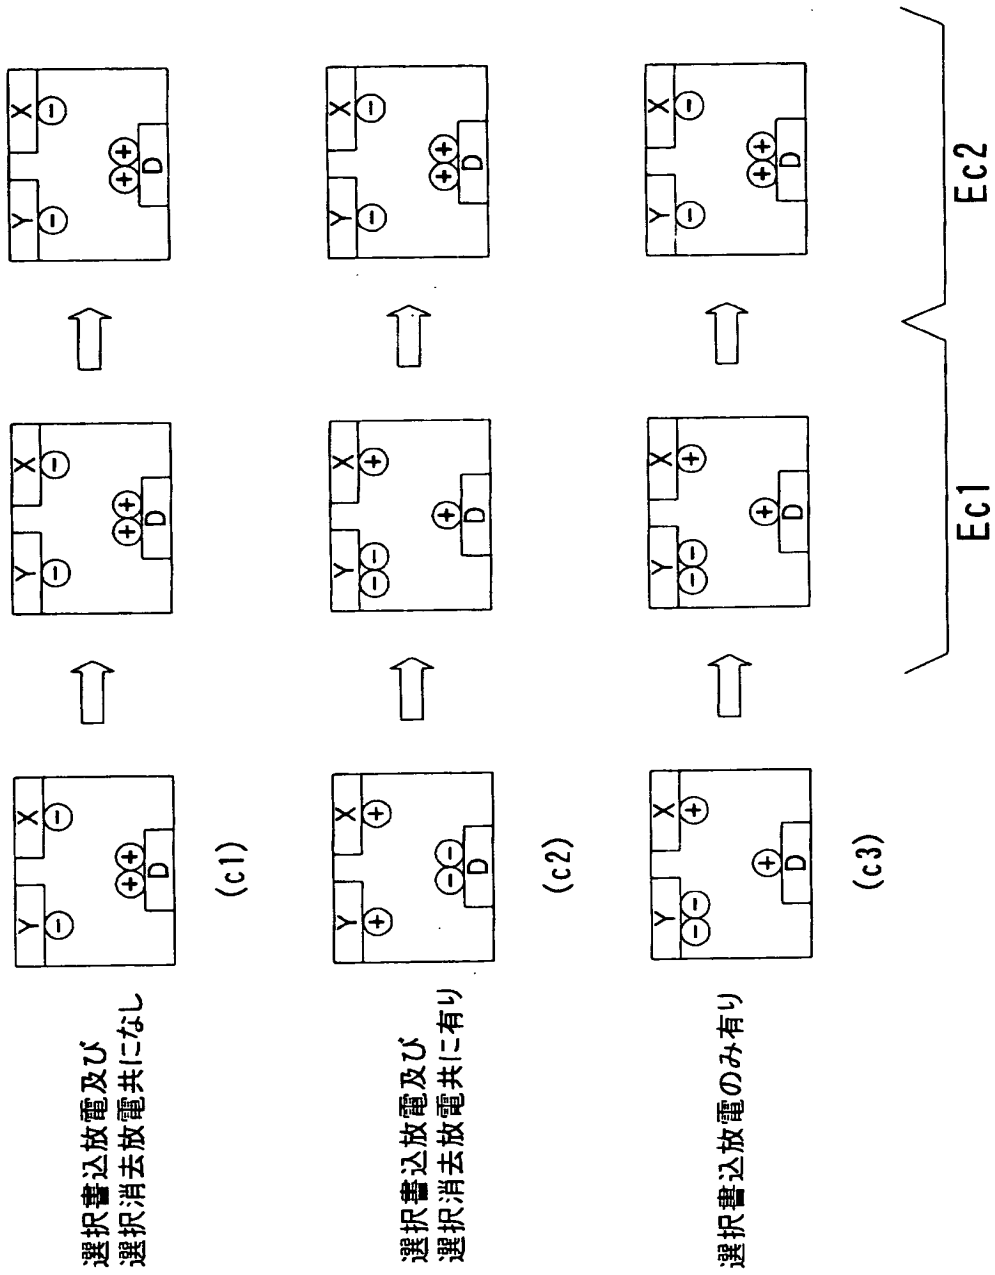 選択書込放電及び
選択消去放電共になし
Y X
⊖ ⊖
⊕⊕
D
(c1)
Y X
⊖ ⊖
⊕⊕
D
Y X
⊖ ⊖
⊕⊕
D
選択書込放電及び
選択消去放電共に有り
Y X
⊕ ⊕
⊖⊖
D
(c2)
Y X
⊖⊖ ⊕
⊕
D
Y X
⊖ ⊖
⊕⊕
D
選択書込放電のみ有り
Y X
⊖⊖ ⊕
⊕
D
(c3)
Y X
⊖⊖ ⊕
⊕
D
Y X
⊖ ⊖
⊕⊕
D
Ec1
Ec2